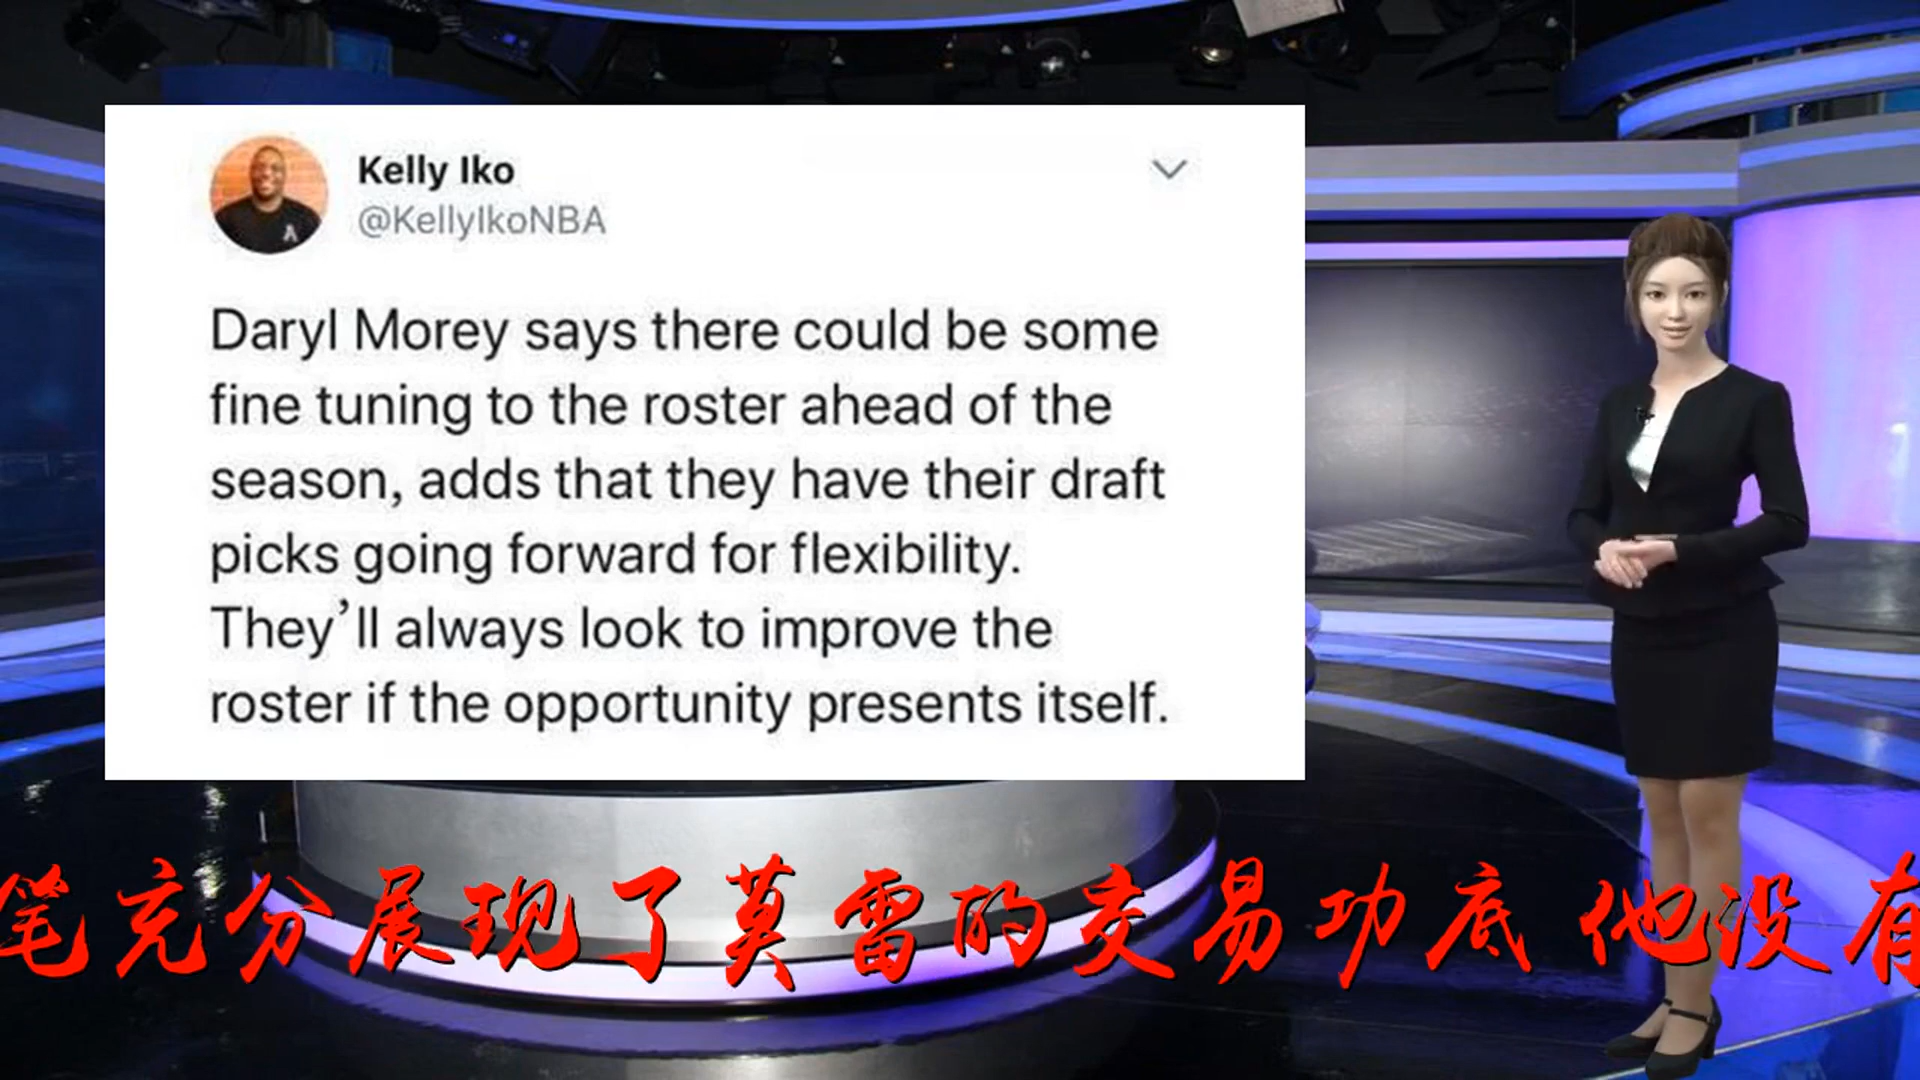 Kelly Iko
@KellyIkoNBA
Daryl Morey says there could be some
fine tuning to the roster ahead of the
season, adds that they have their draft
picks going forward for flexibility.
They’ll always look to improve the
roster if the opportunity presents itself.
笔充分展现了莫雷的交易功底 他没有